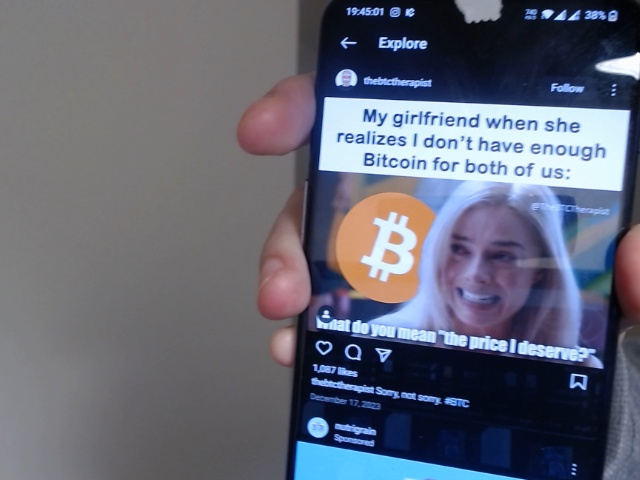 19:45:01
38%
Explore
thebtctherapist
Follow
My girlfriend when she
realizes I don't have enough
Bitcoin for both of us:
@TheBTCTherapist
What do you mean "the price I deserve?"
1,087 likes
thebtctherapist Sorry, not sorry. #BTC
December 17, 2023
nutrigrain
Sponsored